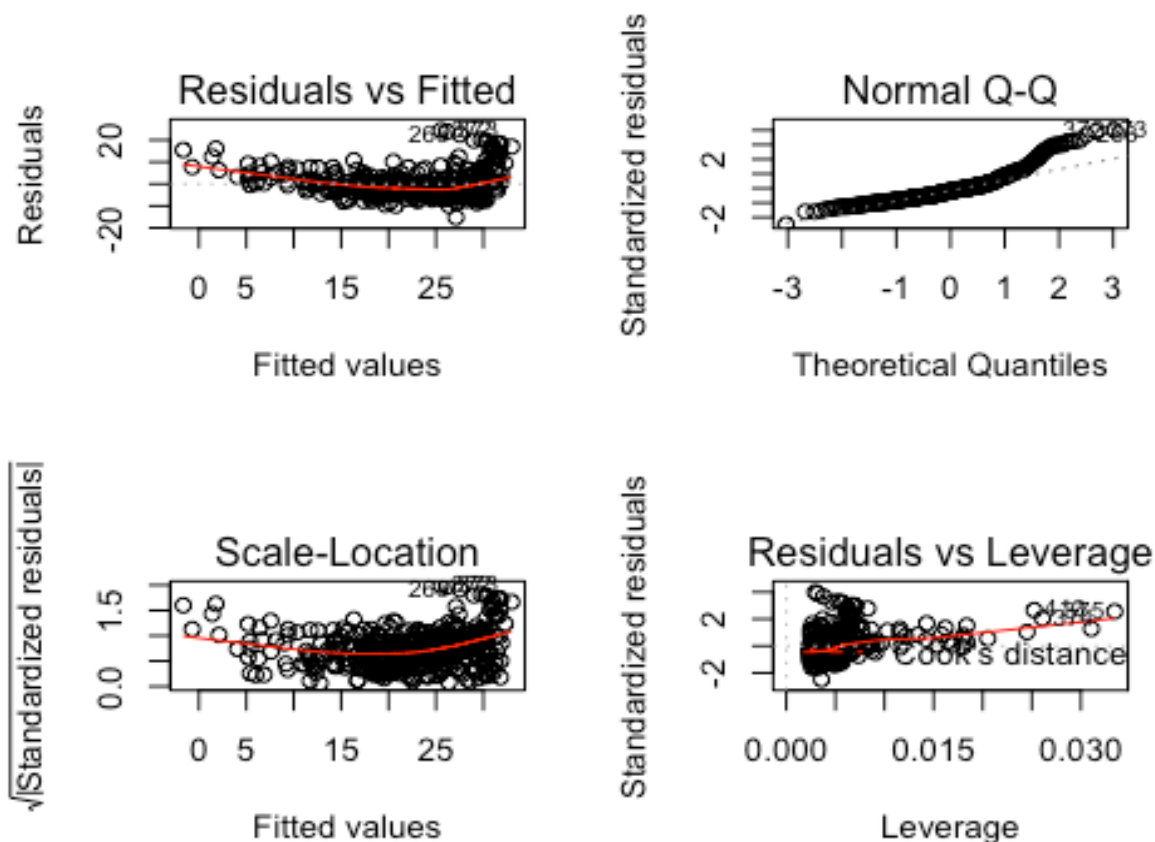 Residuals vs Fitted
Residuals
20
-20
0 5 15 25
Fitted values
Normal Q-Q
Standardized residuals
2
-2
-3 -1 0 1 2 3
Theoretical Quantiles
Scale-Location
√|Standardized residuals|
1.5
0.0
0 5 15 25
Fitted values
Residuals vs Leverage
Standardized residuals
2
-2
Cook's distance
0.000 0.015 0.030
Leverage